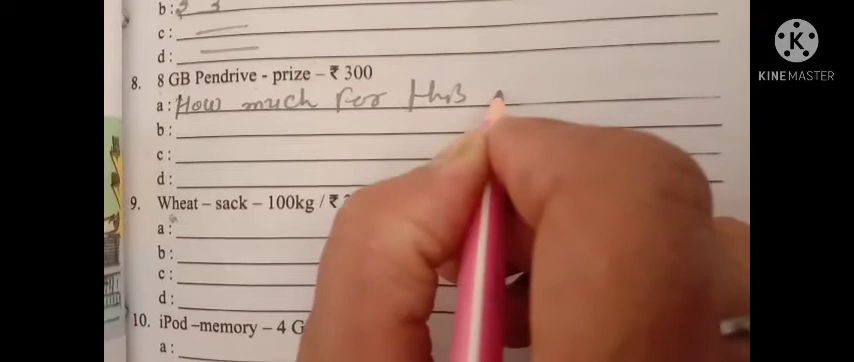 b :
c :
d :
8. 8 GB Pendrive - prize – ₹ 300
a : How much for this
b :
c :
d :
9. Wheat – sack – 100kg / ₹
a :
b :
c :
d :
10. iPod –memory – 4 G
a :
K
KINEMASTER